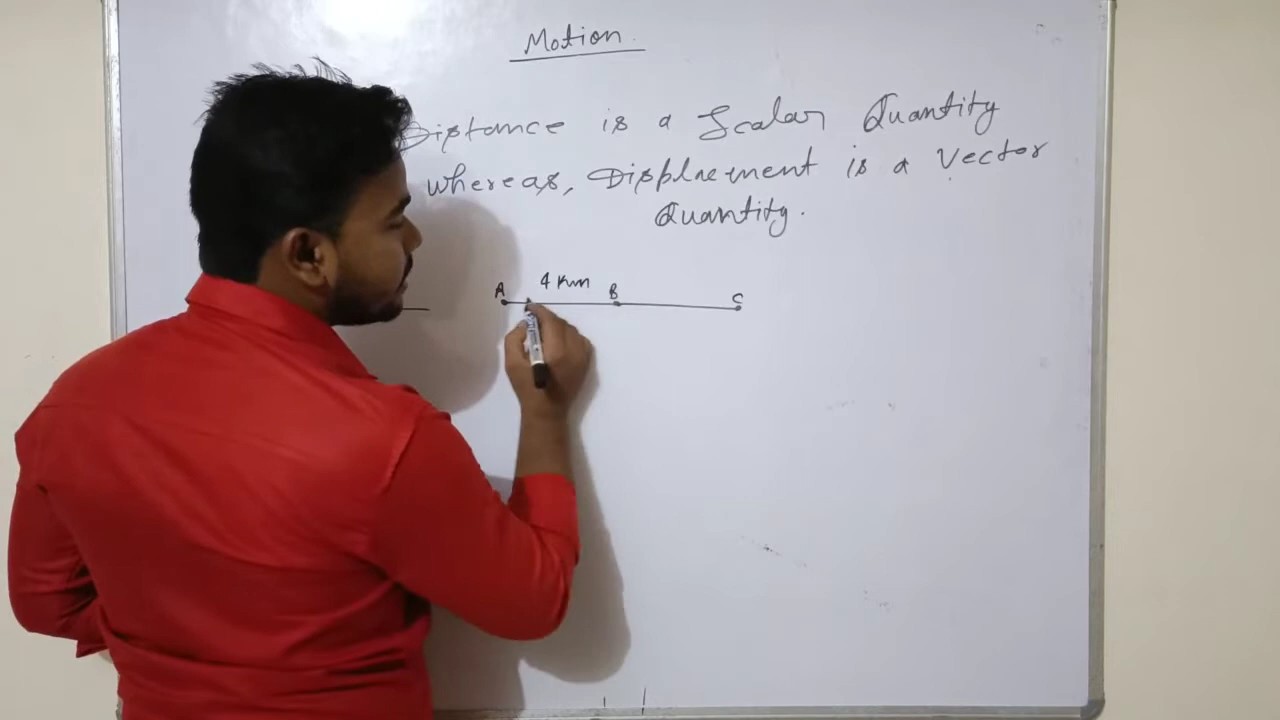 Motion
Distance is a Scalar Quantity
whereas, Displacement is a Vector
Quantity.
4 Km
A B C